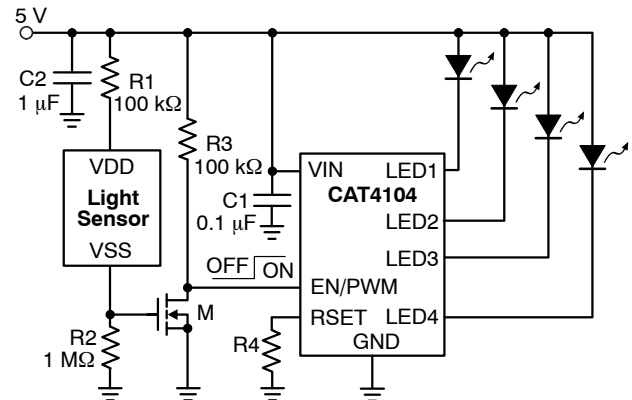 5 V
C2
1 μF
R1
100 kΩ
R3
100 kΩ
VDD
Light
Sensor
VSS
C1
0.1 μF
VIN
LED1
CAT4104
LED2
LED3
OFF
ON
EN/PWM
RSET
LED4
GND
M
R2
1 MΩ
R4